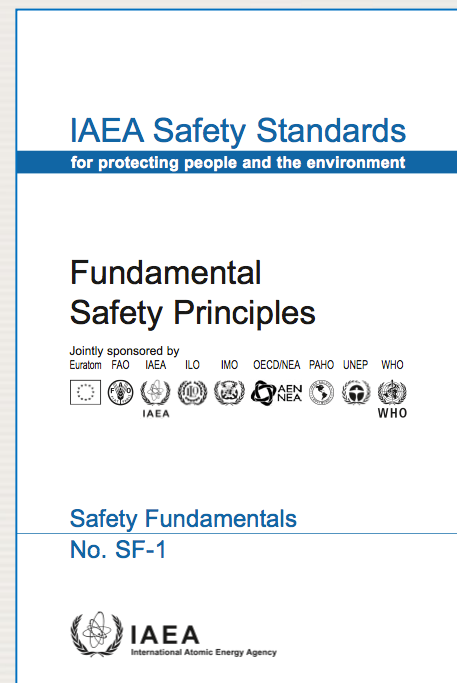 IAEA Safety Standards
for protecting people and the environment
Fundamental
Safety Principles
Jointly sponsored by
Euratom FAO IAEA ILO IMO OECD/NEA PAHO UNEP WHO
AEN
NEA
IAEA
WHO
Safety Fundamentals
No. SF-1
IAEA
International Atomic Energy Agency